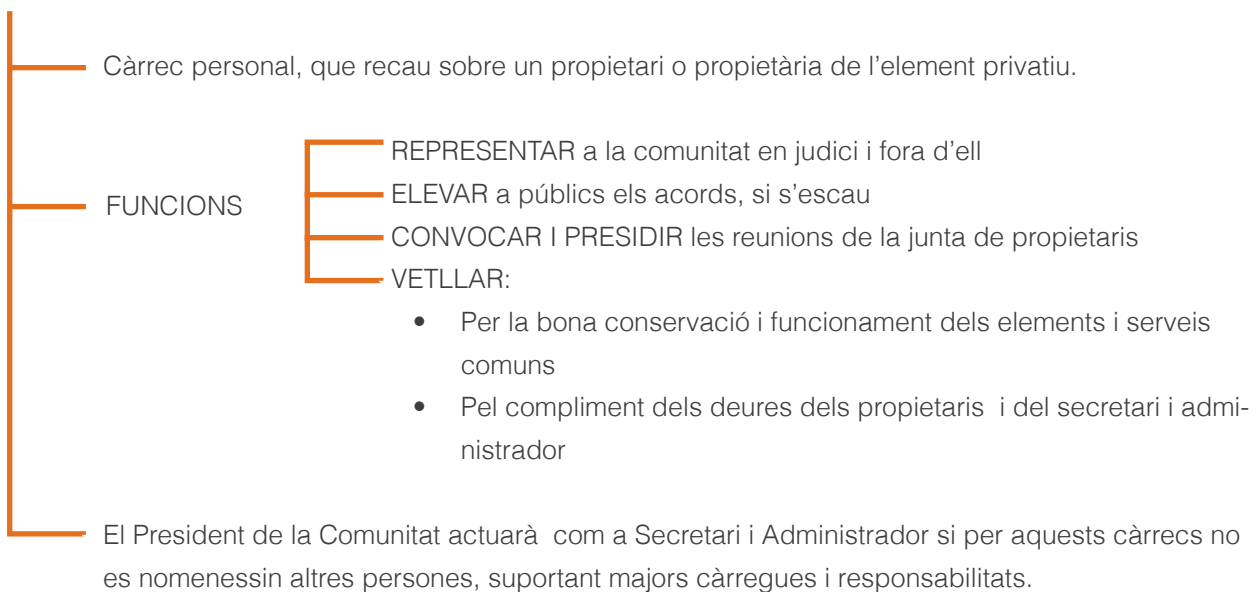 Càrrec personal, que recau sobre un propietari o propietària de l’element privatiu.
REPRESENTAR a la comunitat en judici i fora d’ell
FUNCIONS
ELEVAR a públics els acords, si s’escau
CONVOCAR I PRESIDIR les reunions de la junta de propietaris
VETLLAR:
• Per la bona conservació i funcionament dels elements i serveis
comuns
• Pel compliment dels deures dels propietaris i del secretari i admi-
nistrador
El President de la Comunitat actuarà com a Secretari i Administrador si per aquests càrrecs no
es nomenessin altres persones, suportant majors càrregues i responsabilitats.